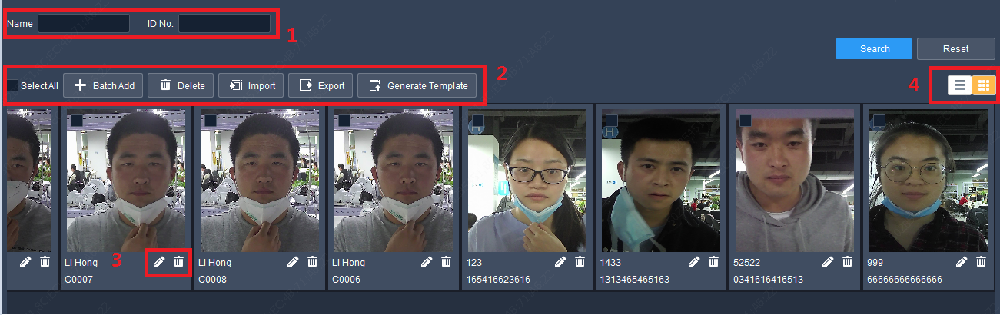 Name ID No. 1
Search Reset
Select All Batch Add Delete Import Export Generate Template 2 4
H H
3
Li Hong Li Hong Li Hong 123 1433 52522 999
C0007 C0008 C0006 165416623616 1313465465163 0341616416513 66666666666666